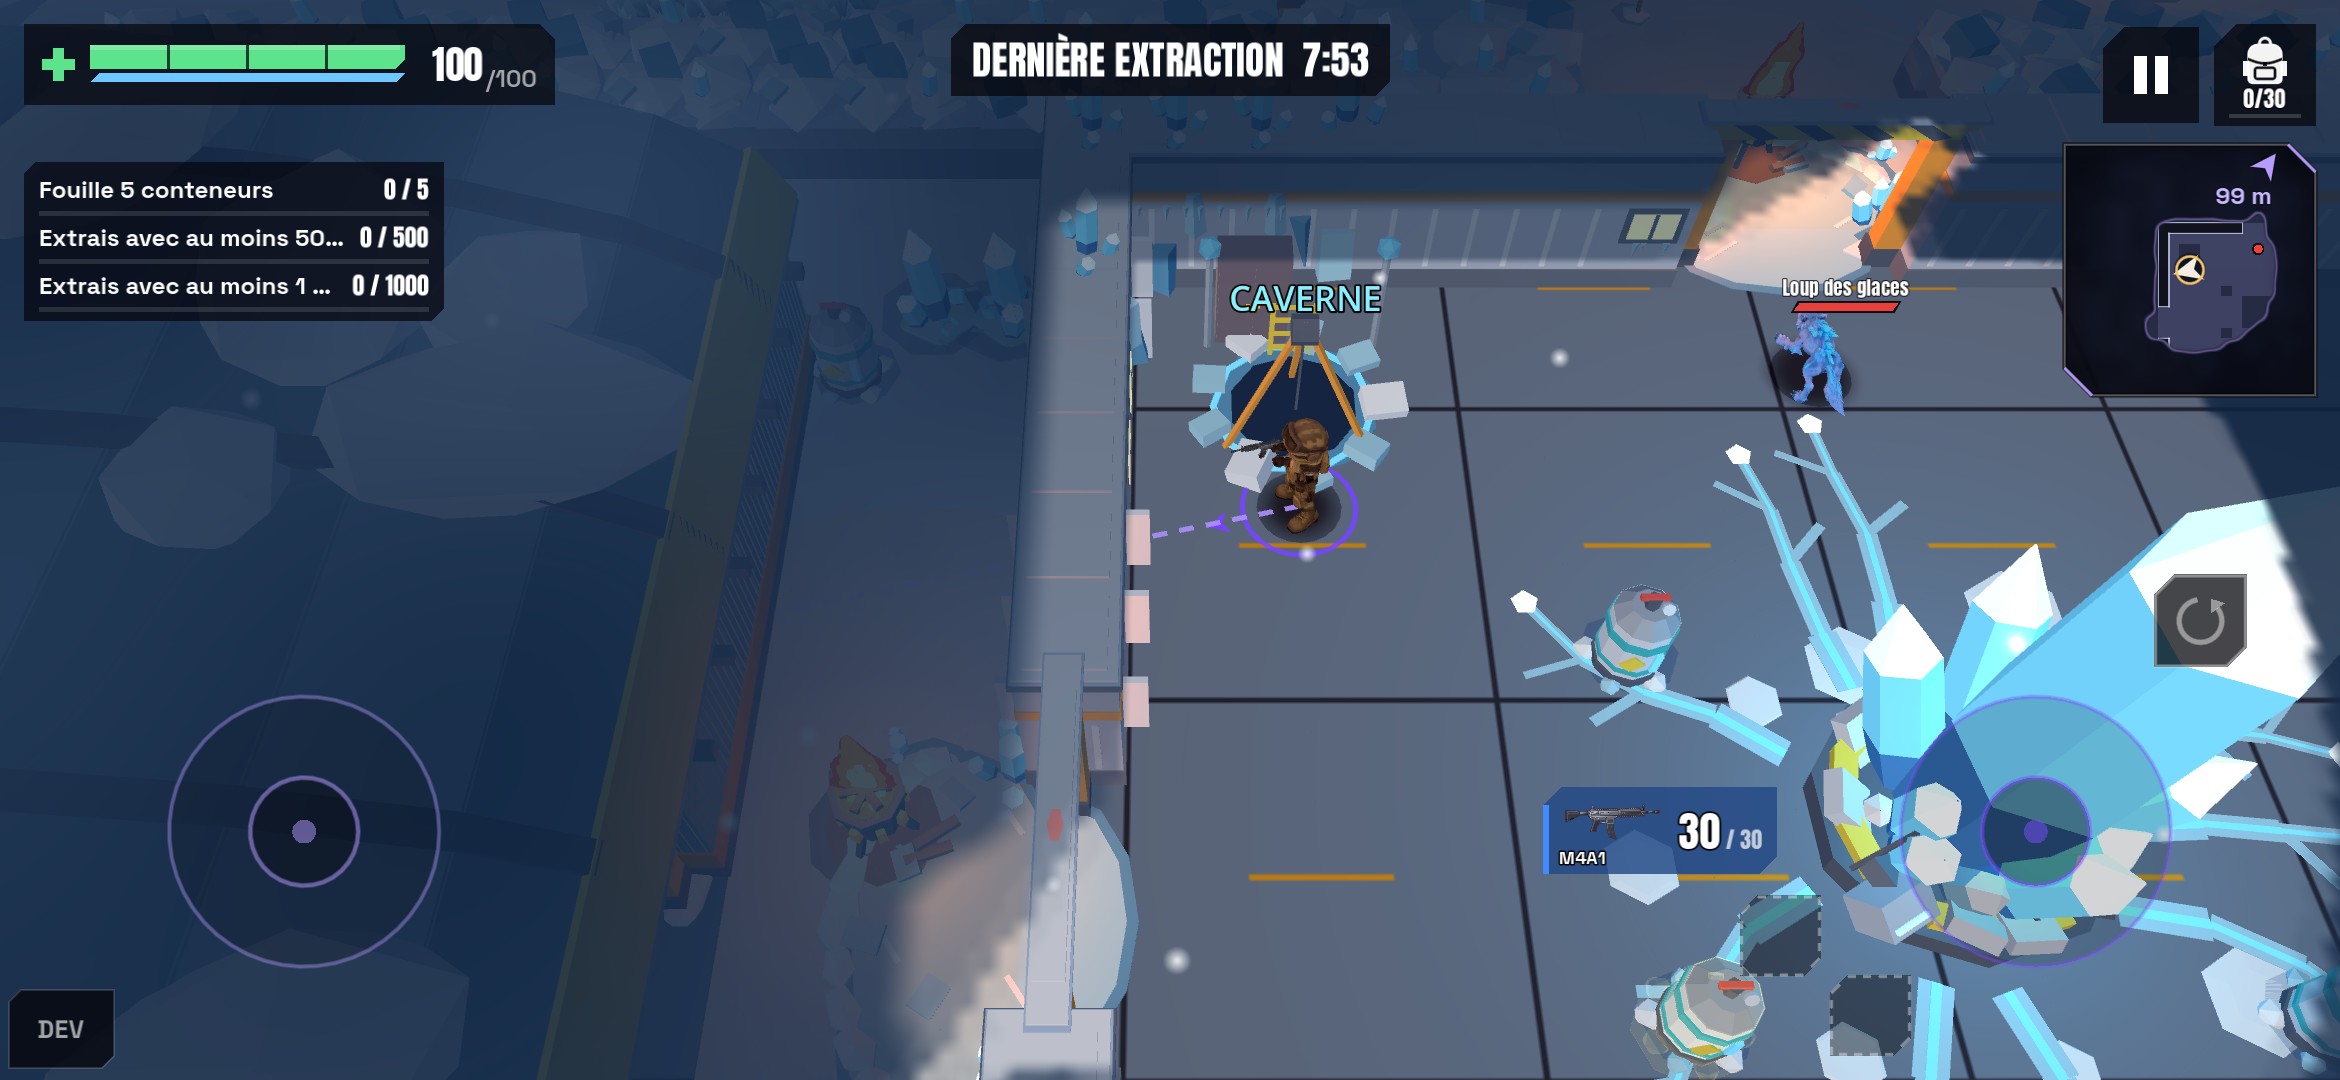 100/100
DERNIÈRE EXTRACTION 7:53
0/30
Fouille 5 conteneurs 0 / 5
Extrais avec au moins 50... 0 / 500
Extrais avec au moins 1 ... 0 / 1000
99 m
CAVERNE
Loup des glaces
30 / 30
M4A1
DEV